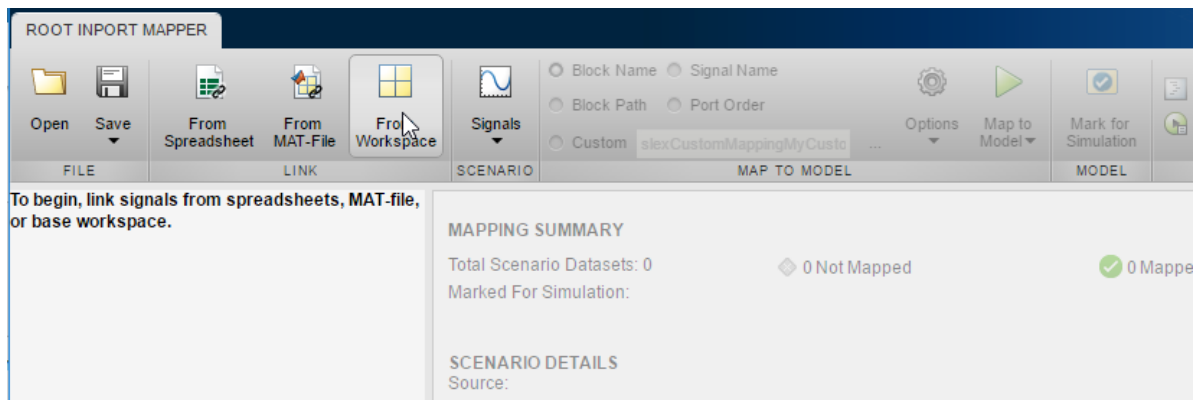 ROOT INPORT MAPPER
Block Name Signal Name
Block Path Port Order
Custom slexCustomMappingMyCusto ...
Open Save From Spreadsheet From MAT-File From Workspace Signals Options Map to Model Mark for Simulation
FILE LINK SCENARIO MAP TO MODEL MODEL
To begin, link signals from spreadsheets, MAT-file,
or base workspace.
MAPPING SUMMARY
Total Scenario Datasets: 0 0 Not Mapped 0 Mappe
Marked For Simulation:
SCENARIO DETAILS
Source: